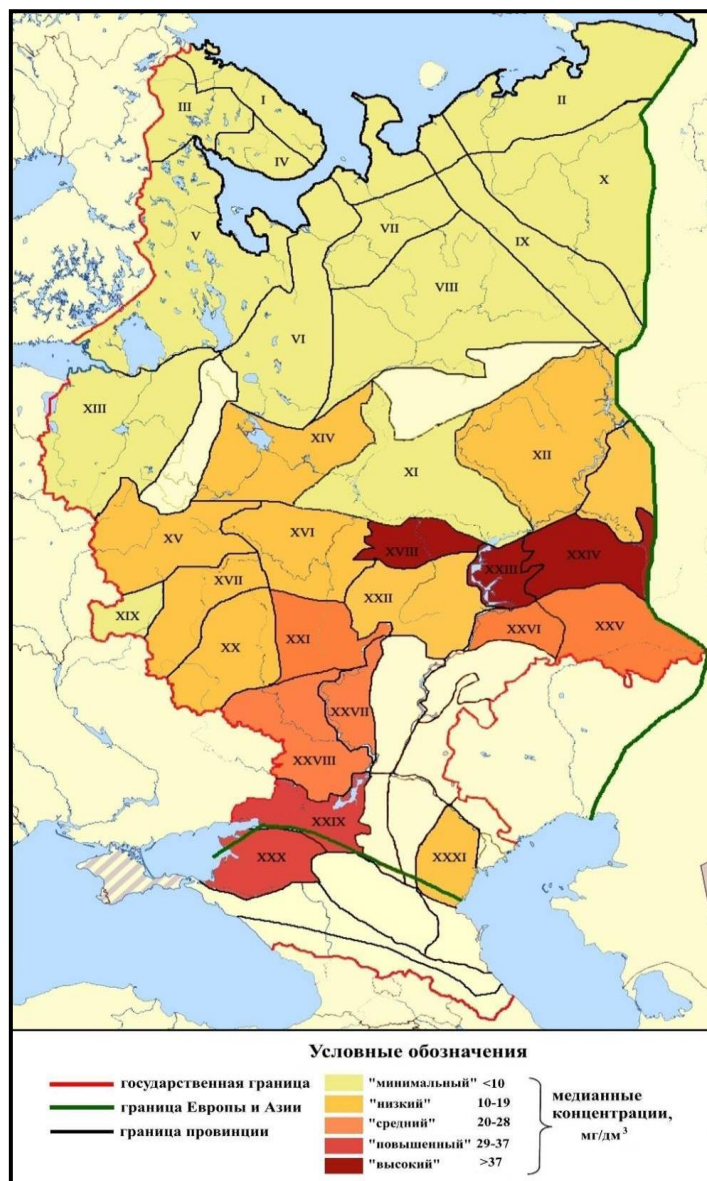 I
II
III
IV
X
VII
V
IX
VIII
VI
XIII
XIV
XII
XI
XV
XVI
XVIII
XXIV
XXIII
XVII
XXII
XIX
XX
XXI
XXVI
XXV
XXVII
XXVIII
XXIX
XXX
XXXI
Условные обозначения
государственная граница
граница Европы и Азии
граница провинции
"минимальный" <10
"низкий" 10-19
"средний" 20-28
"повышенный" 29-37
"высокий" >37
медианные
концентрации,
мг/дм³